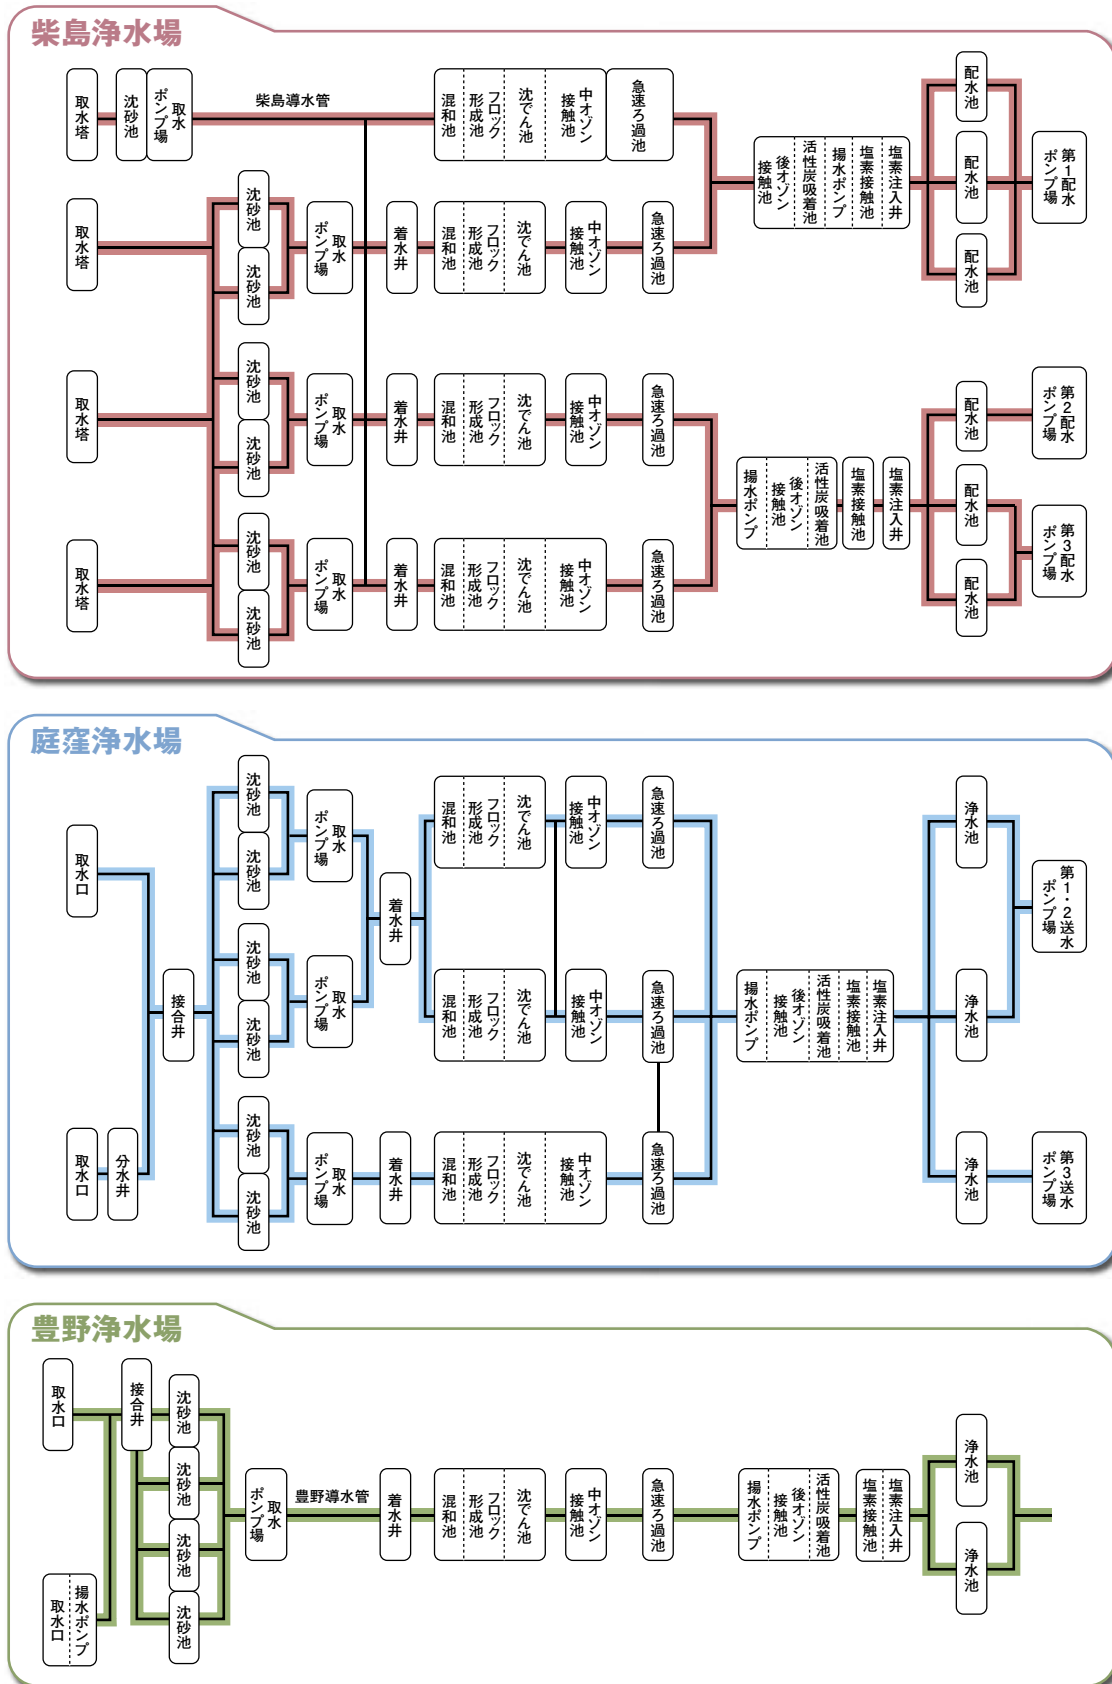 柴島浄水場
取水塔
沈砂池
取水
ポンプ場
柴島導水管
混和池
フロック
形成池
沈でん池
中オゾン
接触池
急速ろ過池
取水塔
沈砂池
沈砂池
取水
ポンプ場
着水井
混和池
フロック
形成池
沈でん池
中オゾン
接触池
急速ろ過池
後オゾン
接触池
活性炭吸着池
揚水ポンプ
塩素接触池
塩素注入井
配水池
配水池
配水池
第1配水
ポンプ場
取水塔
沈砂池
沈砂池
取水
ポンプ場
着水井
混和池
フロック
形成池
沈でん池
中オゾン
接触池
急速ろ過池
取水塔
沈砂池
沈砂池
取水
ポンプ場
着水井
混和池
フロック
形成池
沈でん池
中オゾン
接触池
急速ろ過池
揚水ポンプ
後オゾン
接触池
活性炭吸着池
塩素接触池
塩素注入井
配水池
配水池
配水池
第2配水
ポンプ場
第3配水
ポンプ場
庭窪浄水場
取水口
取水口
分水井
接合井
沈砂池
沈砂池
取水
ポンプ場
沈砂池
沈砂池
取水
ポンプ場
着水井
混和池
フロック
形成池
沈でん池
中オゾン
接触池
急速ろ過池
混和池
フロック
形成池
沈でん池
中オゾン
接触池
急速ろ過池
沈砂池
沈砂池
取水
ポンプ場
着水井
混和池
フロック
形成池
沈でん池
中オゾン
接触池
急速ろ過池
揚水ポンプ
後オゾン
接触池
活性炭吸着池
塩素接触池
塩素注入井
浄水池
浄水池
浄水池
第1・2送水
ポンプ場
第3送水
ポンプ場
豊野浄水場
取水口
取水口
揚水ポンプ
接合井
沈砂池
沈砂池
沈砂池
沈砂池
取水
ポンプ場
豊野導水管
着水井
混和池
フロック
形成池
沈でん池
中オゾン
接触池
急速ろ過池
揚水ポンプ
後オゾン
接触池
活性炭吸着池
塩素接触池
塩素注入井
浄水池
浄水池